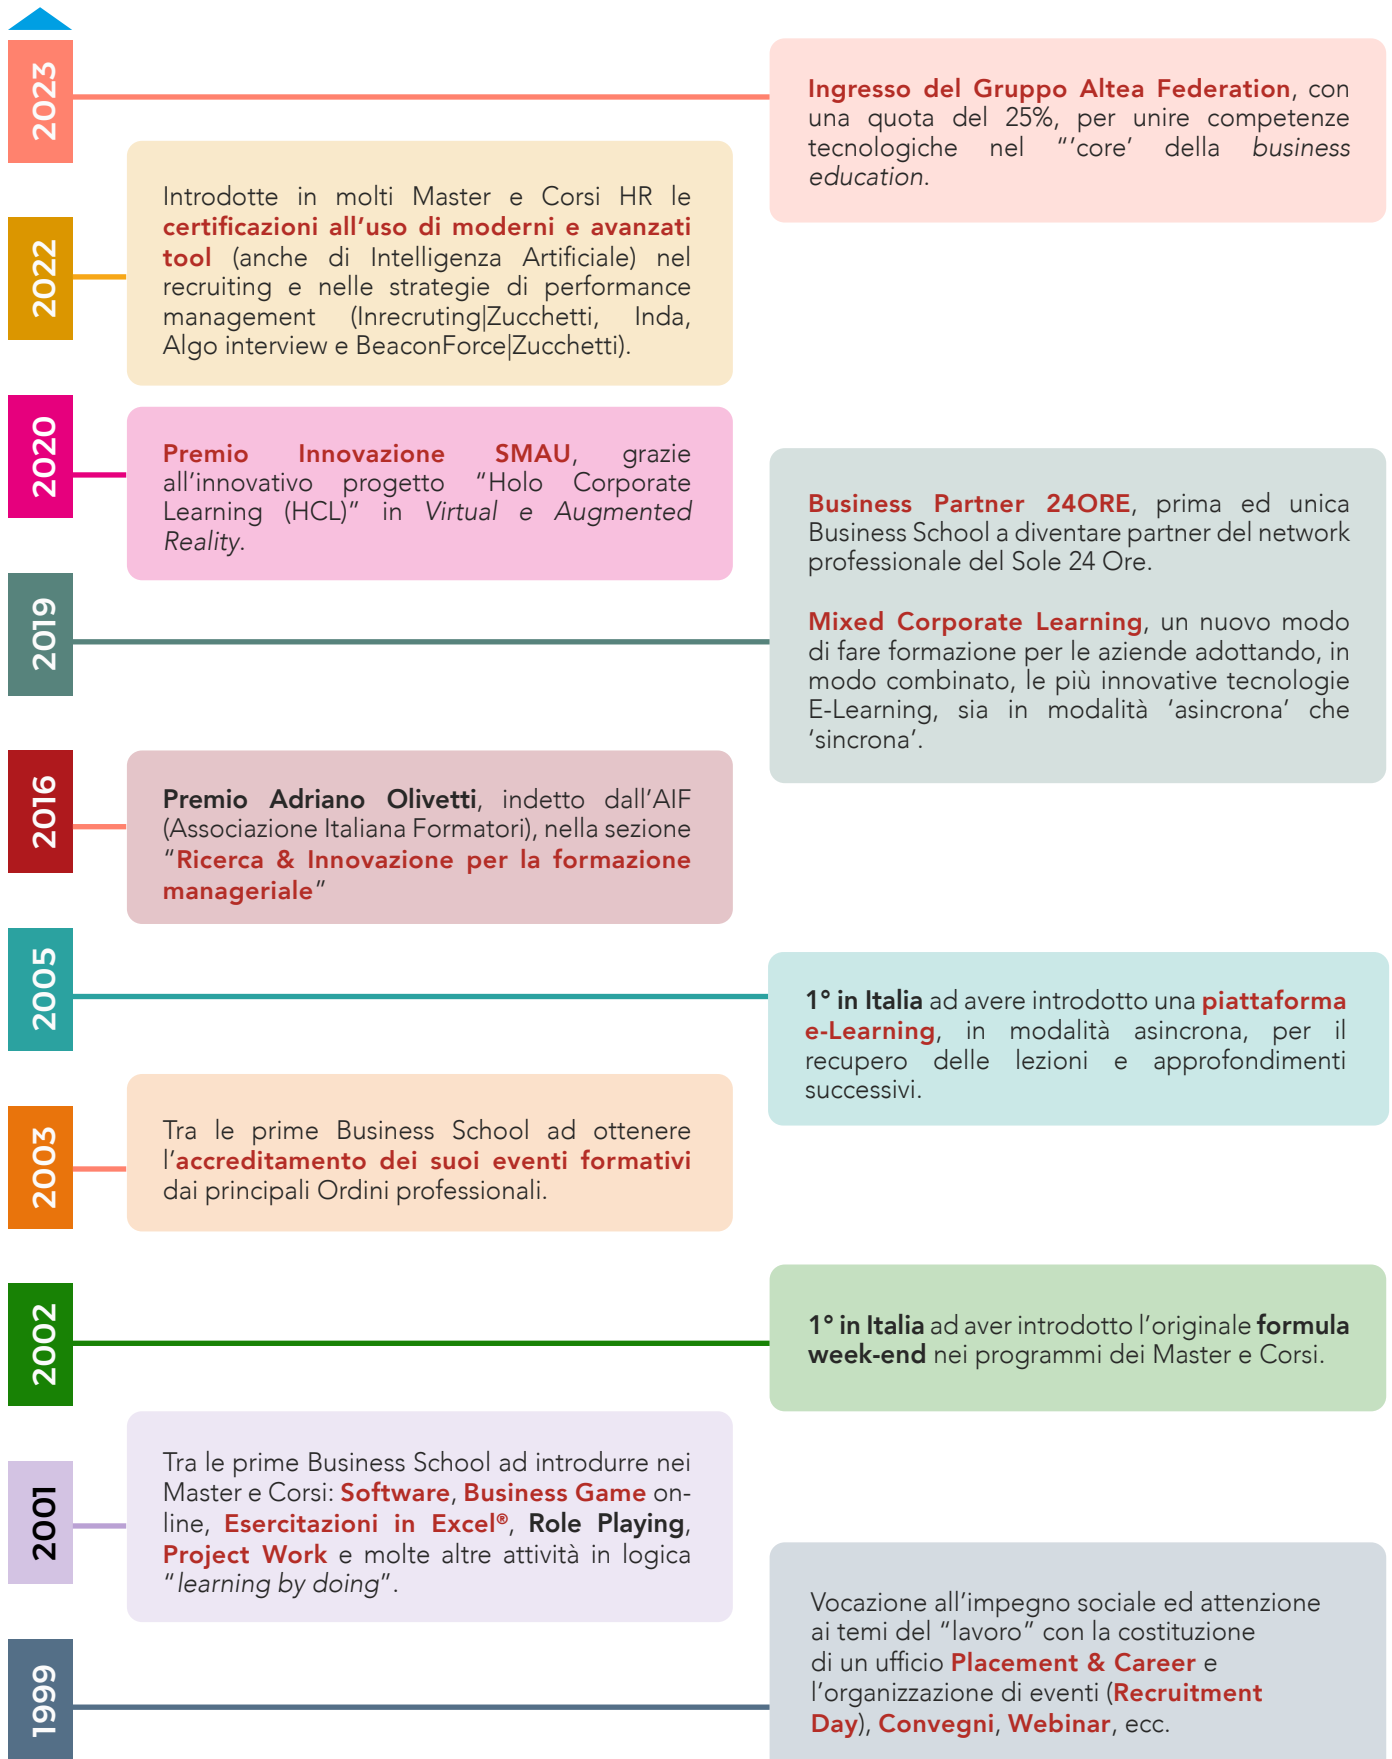 2023
Ingresso del Gruppo Altea Federation, con
una quota del 25%, per unire competenze
tecnologiche nel “‘core’ della business
education.
2022
Introdotte in molti Master e Corsi HR le
certificazioni all’uso di moderni e avanzati
tool (anche di Intelligenza Artificiale) nel
recruiting e nelle strategie di performance
management (Inrecruting|Zucchetti, Inda,
Algo interview e BeaconForce|Zucchetti).
2020
Premio Innovazione SMAU, grazie
all’innovativo progetto “Holo Corporate
Learning (HCL)” in Virtual e Augmented
Reality.
2019
Business Partner 24ORE, prima ed unica
Business School a diventare partner del network
professionale del Sole 24 Ore.
Mixed Corporate Learning, un nuovo modo
di fare formazione per le aziende adottando, in
modo combinato, le più innovative tecnologie
E-Learning, sia in modalità ‘asincrona’ che
‘sincrona’.
2016
Premio Adriano Olivetti, indetto dall’AIF
(Associazione Italiana Formatori), nella sezione
“Ricerca & Innovazione per la formazione
manageriale”
2005
1° in Italia ad avere introdotto una piattaforma
e-Learning, in modalità asincrona, per il
recupero delle lezioni e approfondimenti
successivi.
2003
Tra le prime Business School ad ottenere
l’accreditamento dei suoi eventi formativi
dai principali Ordini professionali.
2002
1° in Italia ad aver introdotto l’originale formula
week-end nei programmi dei Master e Corsi.
2001
Tra le prime Business School ad introdurre nei
Master e Corsi: Software, Business Game on-
line, Esercitazioni in Excel®, Role Playing,
Project Work e molte altre attività in logica
“learning by doing”.
1999
Vocazione all’impegno sociale ed attenzione
ai temi del “lavoro” con la costituzione
di un ufficio Placement & Career e
l’organizzazione di eventi (Recruitment
Day), Convegni, Webinar, ecc.